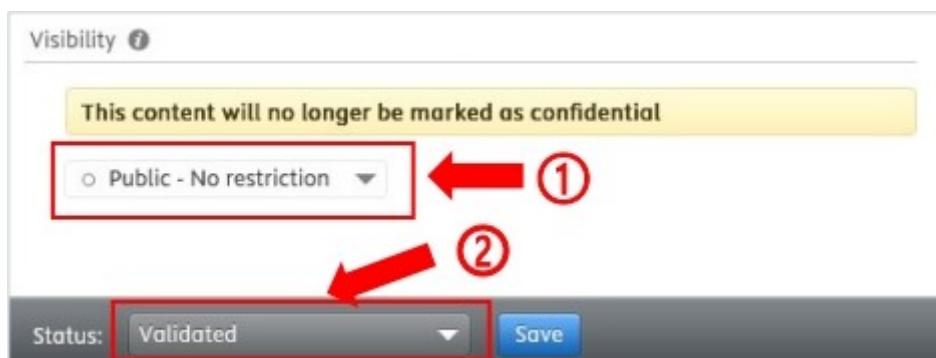 Visibility
This content will no longer be marked as confidential
Public - No restriction
①
②
Status: Validated Save